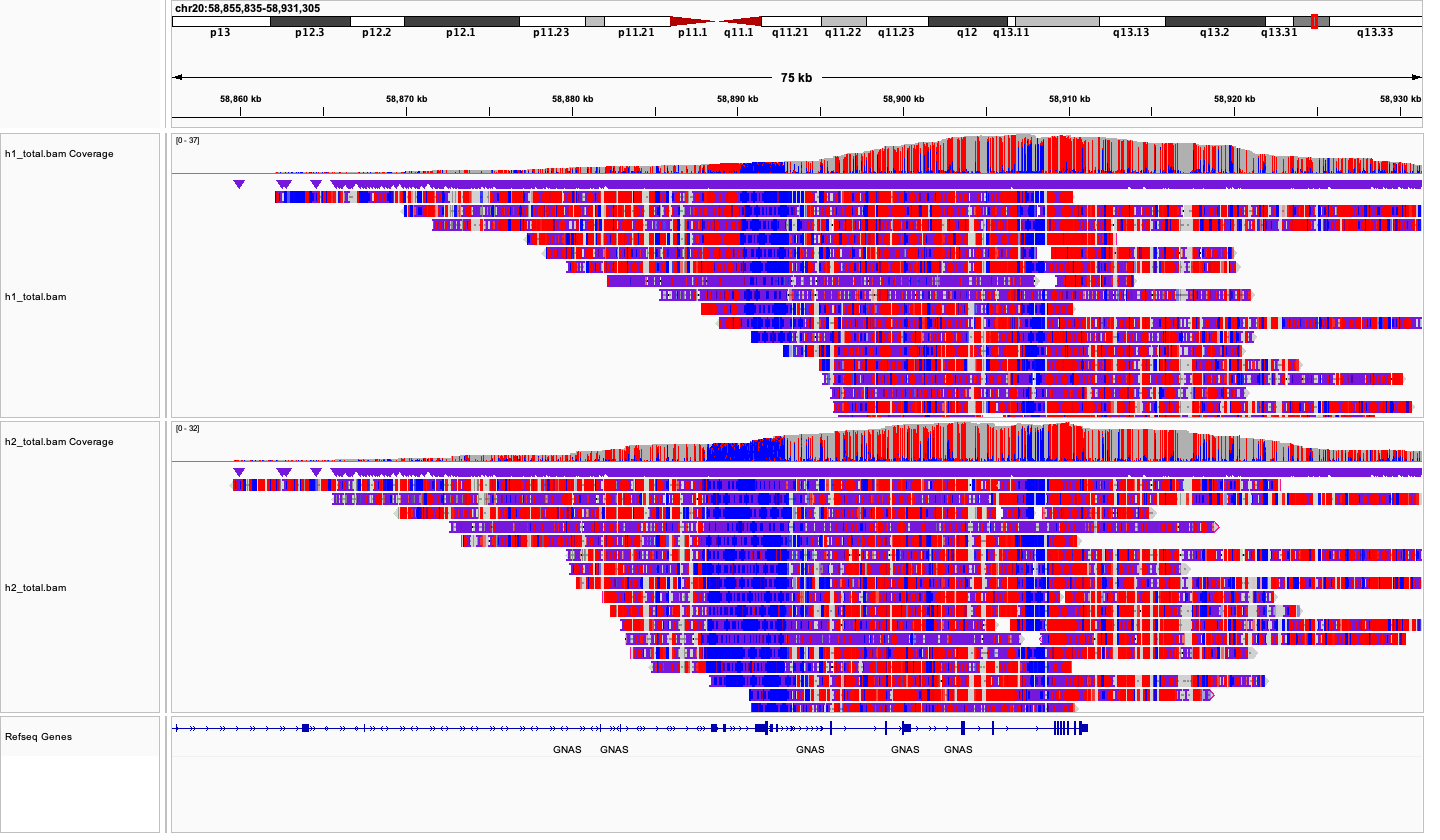 chr20:58,855,835-58,931,305
p13 p12.3 p12.2 p12.1 p11.23 p11.21 p11.1 q11.1 q11.21 q11.22 q11.23 q12 q13.11 q13.13 q13.2 q13.31 q13.33
75 kb
58,860 kb 58,870 kb 58,880 kb 58,890 kb 58,900 kb 58,910 kb 58,920 kb 58,930 kb
[0 - 37]
h1_total.bam Coverage
h1_total.bam
[0 - 32]
h2_total.bam Coverage
h2_total.bam
Refseq Genes
GNAS GNAS GNAS GNAS GNAS